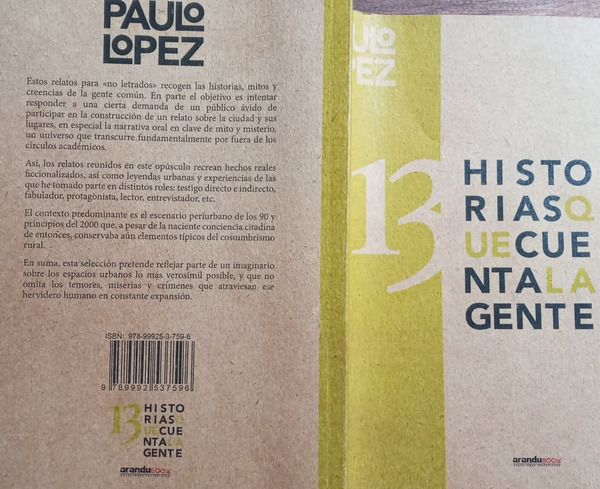 PAULO
LOPEZ
Estos relatos para «no letrados» recogen las historias, mitos y
creencias de la gente común. En parte el objetivo es intentar
responder a una cierta demanda de un público ávido de
participar en la construcción de un relato sobre la ciudad y sus
lugares, en especial la narrativa oral en clave de mito y misterio,
un universo que transcurre fundamentalmente por fuera de los
círculos académicos.
Así, los relatos reunidos en este opúsculo recrean hechos reales
ficcionalizados, así como leyendas urbanas y experiencias de las
que he tomado parte en distintos roles: testigo directo e indirecto,
fabulador, protagonista, lector, entrevistador, etc.
El contexto predominante es el escenario periurbano de los 90 y
principios del 2000 que, a pesar de la naciente conciencia citadina
de entonces, conservaba aún elementos típicos del cosumbrismo
rural.
En suma, esta selección pretende reflejar parte de un imaginario
sobre los espacios urbanos lo más verosímil posible, y que no
omita los temores, miserias y crímenes que atraviesan ese
hervidero humano en constante expansión.
ISBN: 978-99925-3-759-6
9 789992 537596
13
HISTO
RIASQ
UECUE
NTALA
GENTE
aranduBOOK
ULO
PEZ
13
HISTO
RIASQ
UECUE
NTALA
GENTE
aranduBOOK